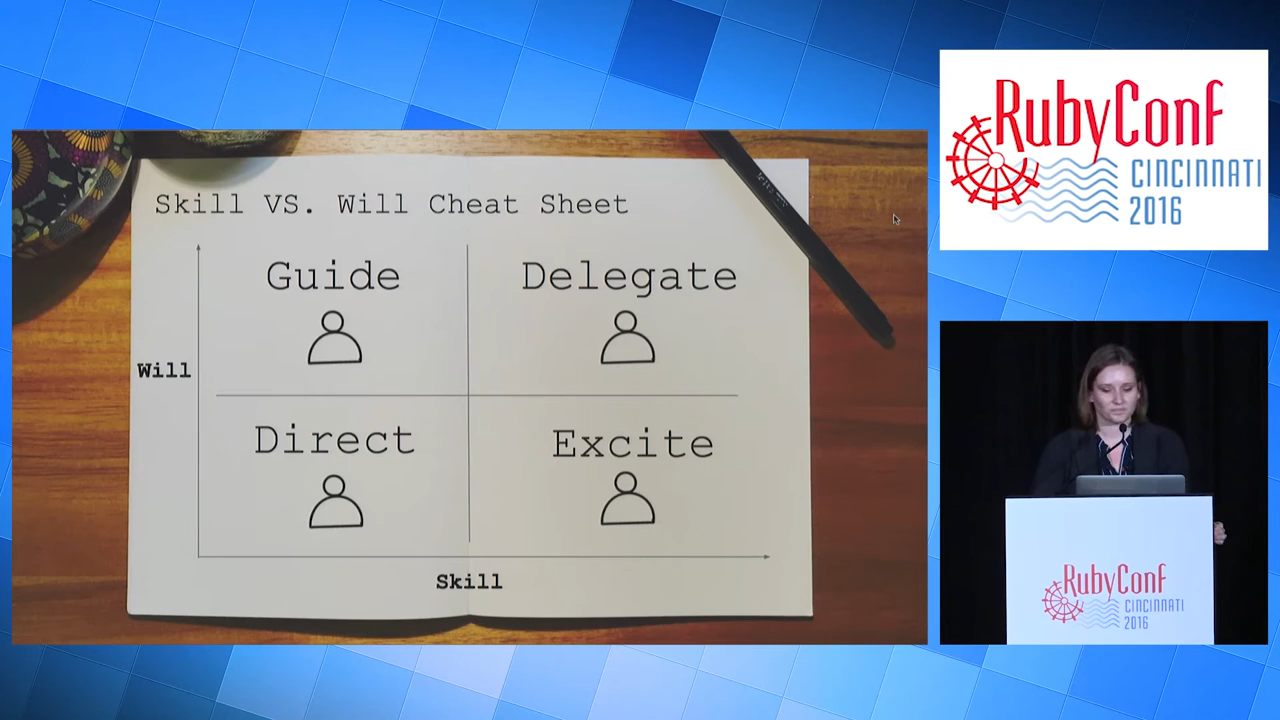 Skill VS. Will Cheat Sheet
Guide
Delegate
Will
Direct
Excite
Skill
RubyConf
CINCINNATI
2016
RubyConf
CINCINNATI
2016